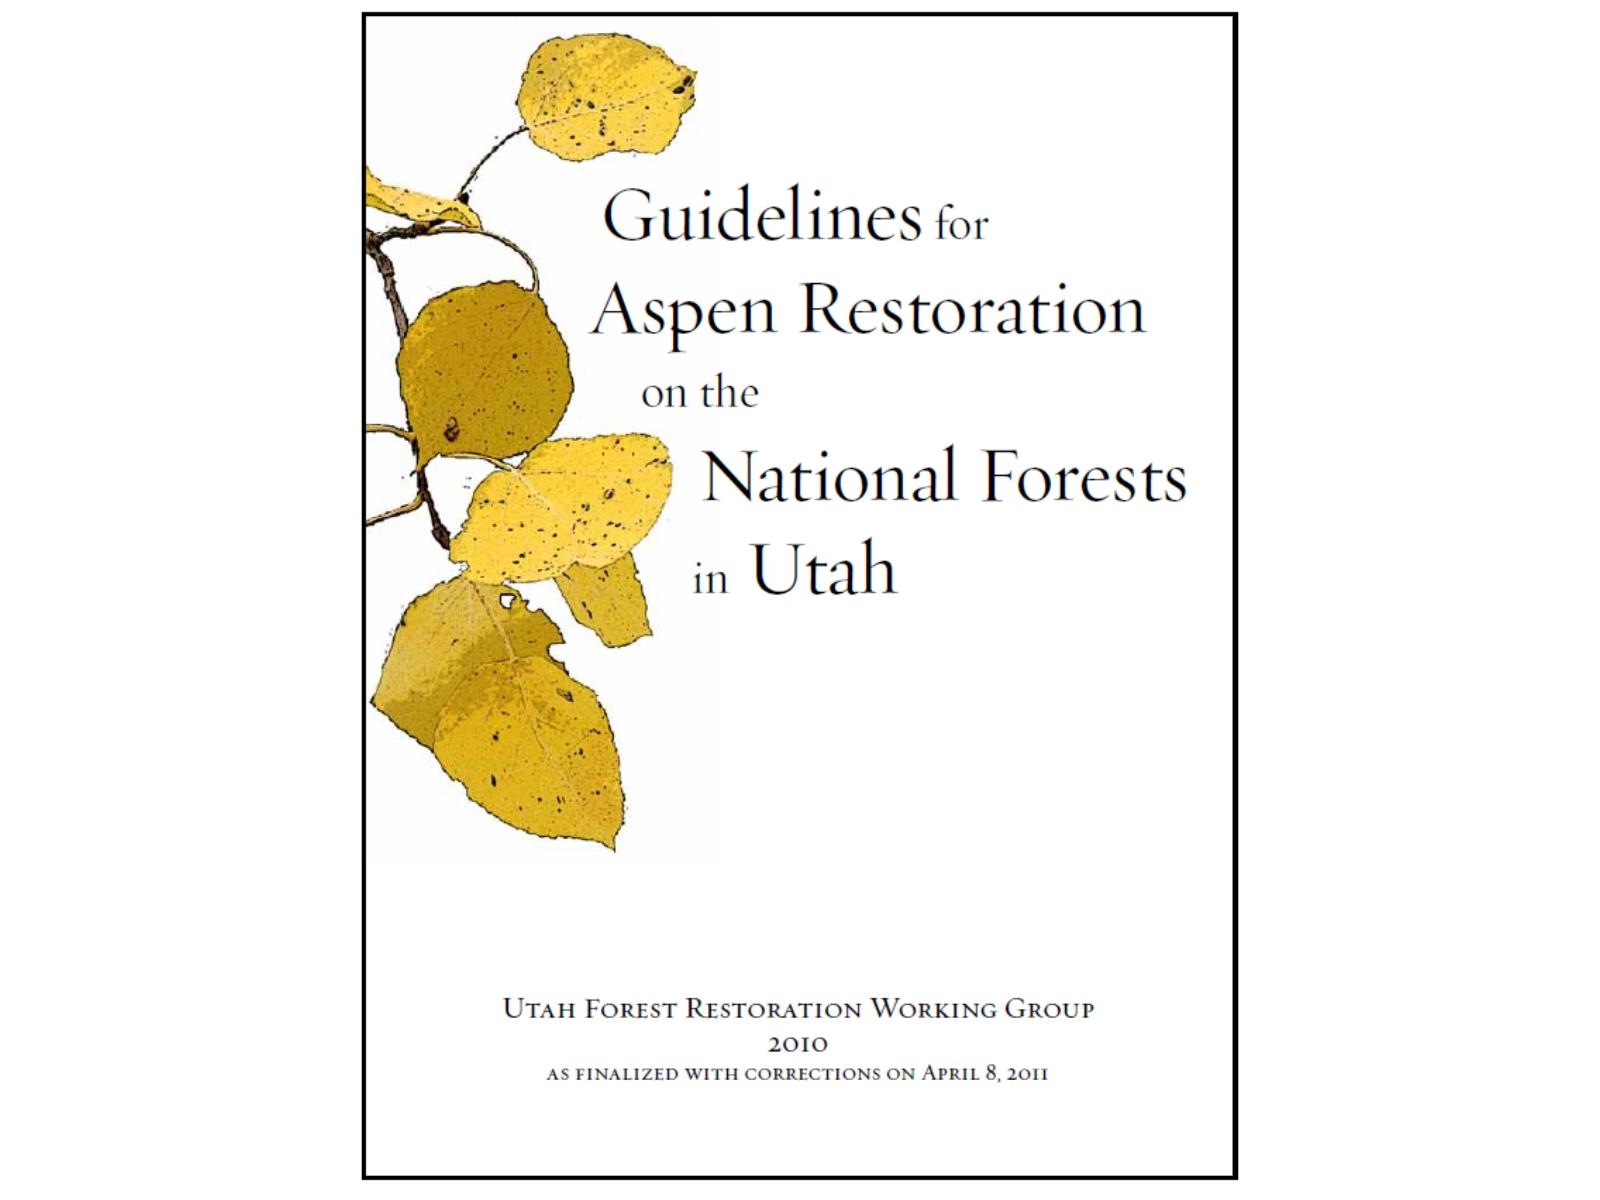 Guidelines for
Aspen Restoration
on the
National Forests
in Utah
UTAH FOREST RESTORATION WORKING GROUP
2010
AS FINALIZED WITH CORRECTIONS ON APRIL 8, 2011